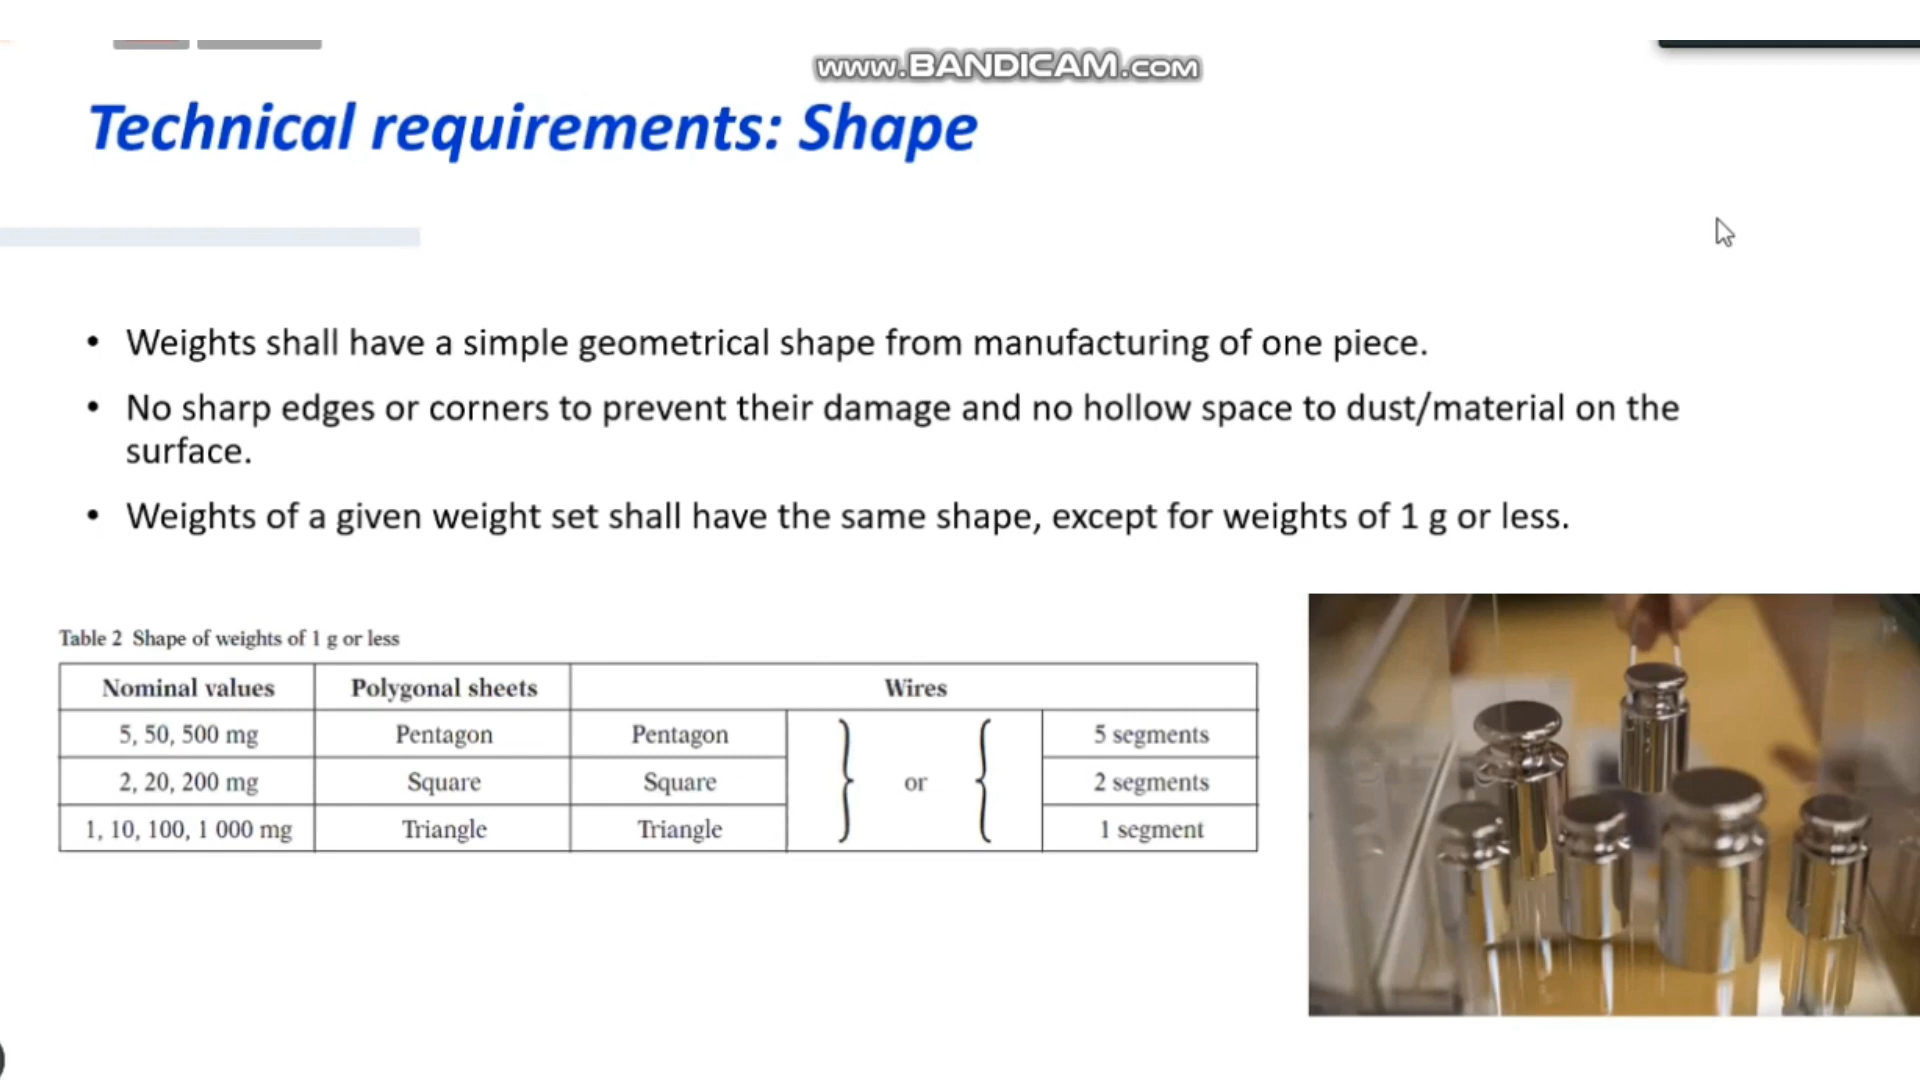 www.BANDICAM.com
Technical requirements: Shape
• Weights shall have a simple geometrical shape from manufacturing of one piece.
• No sharp edges or corners to prevent their damage and no hollow space to dust/material on the
surface.
• Weights of a given weight set shall have the same shape, except for weights of 1 g or less.
Table 2 Shape of weights of 1 g or less
Nominal values Polygonal sheets Wires
5, 50, 500 mg Pentagon Pentagon 5 segments
2, 20, 200 mg Square Square } or { 2 segments
1, 10, 100, 1 000 mg Triangle Triangle 1 segment